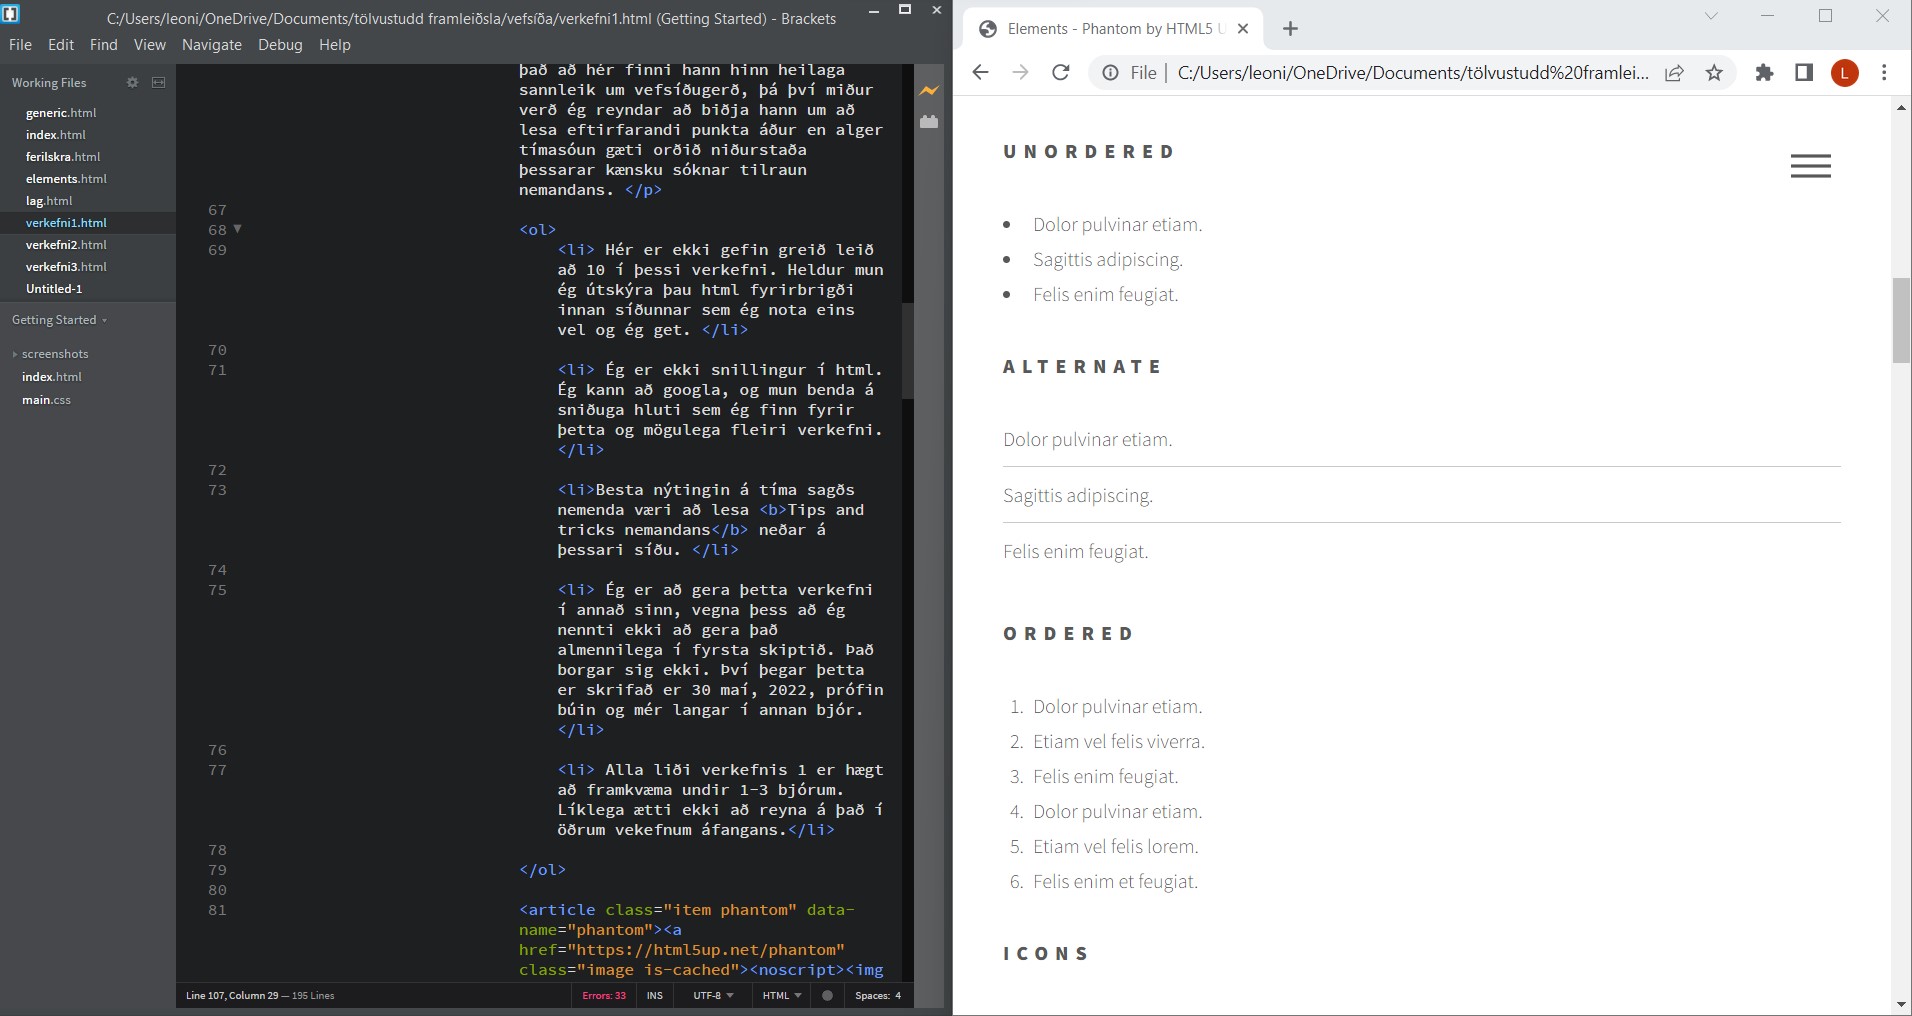 C:/Users/leoni/OneDrive/Documents/tölvustudd framleiðsla/vefsíða/verkefni1.html (Getting Started) - Brackets
File Edit Find View Navigate Debug Help
Working Files
generic.html
index.html
ferilskra.html
elements.html
lag.html
verkefni1.html
verkefni2.html
verkefni3.html
Untitled-1
Getting Started
screenshots
index.html
main.css
það að hér finni hann hinn heilaga
sannleik um vefsíðugerð, þá því miður
verð ég reyndar að biðja hann um að
lesa eftirfarandi punkta áður en alger
tímasóun gæti orðið niðurstaða
þessarar kænsku sóknar tilraun
nemandans. </p>
67
68 <ol>
69 <li> Hér er ekki gefin greið leið
að 10 í þessi verkefni. Heldur mun
ég útskýra þau html fyrirbrigði
innan síðunnar sem ég nota eins
vel og ég get. </li>
70
71 <li> Ég er ekki snillingur í html.
Ég kann að googla, og mun benda á
sniðuga hluti sem ég finn fyrir
þetta og mögulega fleiri verkefni.
</li>
72
73 <li>Besta nýtingin á tíma sagðs
nemenda væri að lesa <b>Tips and
tricks nemandans</b> neðar á
þessari síðu. </li>
74
75 <li> Ég er að gera þetta verkefni
í annað sinn, vegna þess að ég
nennti ekki að gera það
almennilega í fyrsta skiptið. Það
borgar sig ekki. Því þegar þetta
er skrifað er 30 maí, 2022, prófin
búin og mér langar í annan bjór.
</li>
76
77 <li> Alla liði verkefnis 1 er hægt
að framkvæma undir 1-3 bjórum.
Líklega ætti ekki að reyna á það í
öðrum vekefnum áfangans.</li>
78
79 </ol>
80
81 <article class="item phantom" data-
name="phantom"><a
href="https://html5up.net/phantom"
class="image is-cached"><noscript><img
Line 107, Column 29 — 195 Lines Errors: 33 INS UTF-8 HTML Spaces: 4
Elements - Phantom by HTML5 U
File C:/Users/leoni/OneDrive/Documents/tölvustudd%20framlei... L
UNORDERED
Dolor pulvinar etiam.
Sagittis adipiscing.
Felis enim feugiat.
ALTERNATE
Dolor pulvinar etiam.
Sagittis adipiscing.
Felis enim feugiat.
ORDERED
1. Dolor pulvinar etiam.
2. Etiam vel felis viverra.
3. Felis enim feugiat.
4. Dolor pulvinar etiam.
5. Etiam vel felis lorem.
6. Felis enim et feugiat.
ICONS